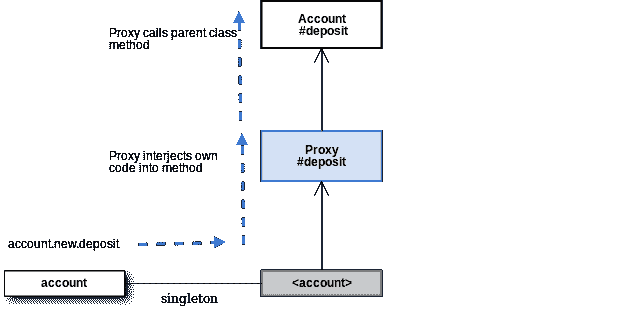 Account
#deposit
Proxy calls parent class
method
Proxy
#deposit
Proxy interjects own
code into method
account.new.deposit
account
singleton
<account>